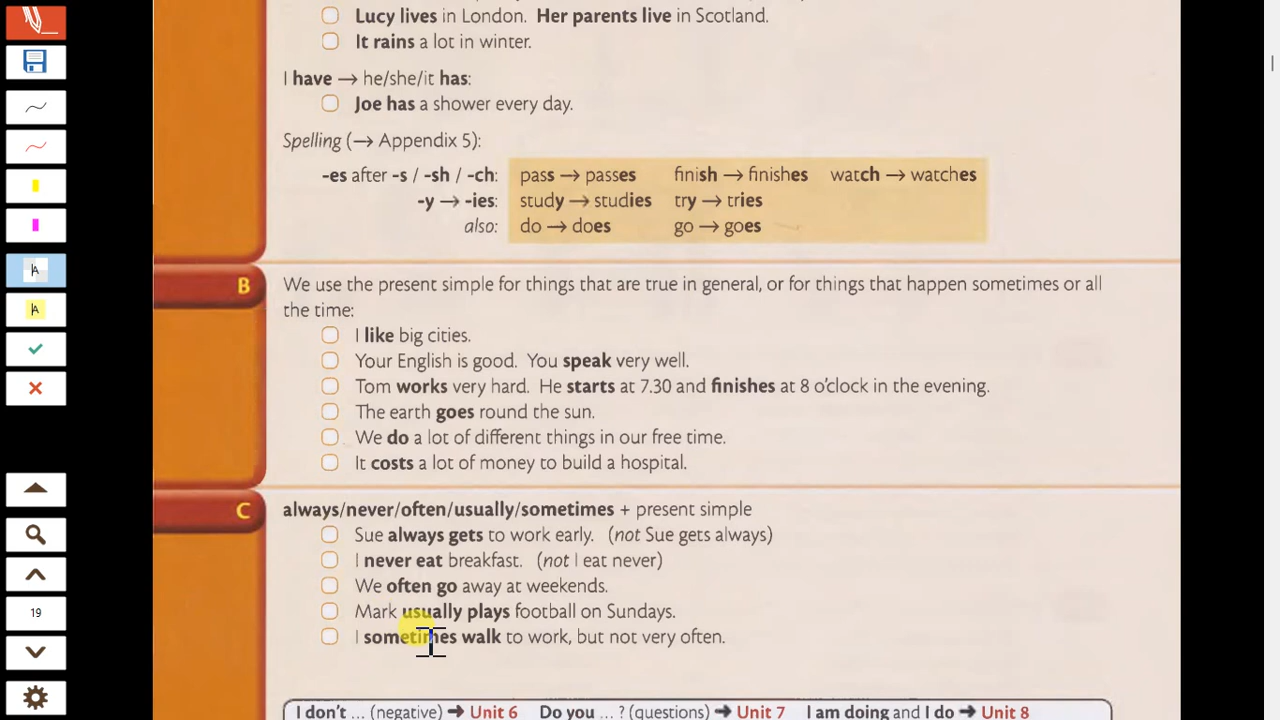 Lucy lives in London. Her parents live in Scotland.
It rains a lot in winter.
I have → he/she/it has:
Joe has a shower every day.
Spelling (→ Appendix 5):
-es after -s / -sh / -ch: pass → passes finish → finishes watch → watches
-y → -ies: study → studies try → tries
also: do → does go → goes
B We use the present simple for things that are true in general, or for things that happen sometimes or all
the time:
I like big cities.
Your English is good. You speak very well.
Tom works very hard. He starts at 7.30 and finishes at 8 o'clock in the evening.
The earth goes round the sun.
We do a lot of different things in our free time.
It costs a lot of money to build a hospital.
C always/never/often/usually/sometimes + present simple
Sue always gets to work early. (not Sue gets always)
I never eat breakfast. (not I eat never)
We often go away at weekends.
Mark usually plays football on Sundays.
I sometimes walk to work, but not very often.
I don't ... (negative) → Unit 6 Do you ... ? (questions) → Unit 7 I am doing and I do → Unit 8
A
A
19